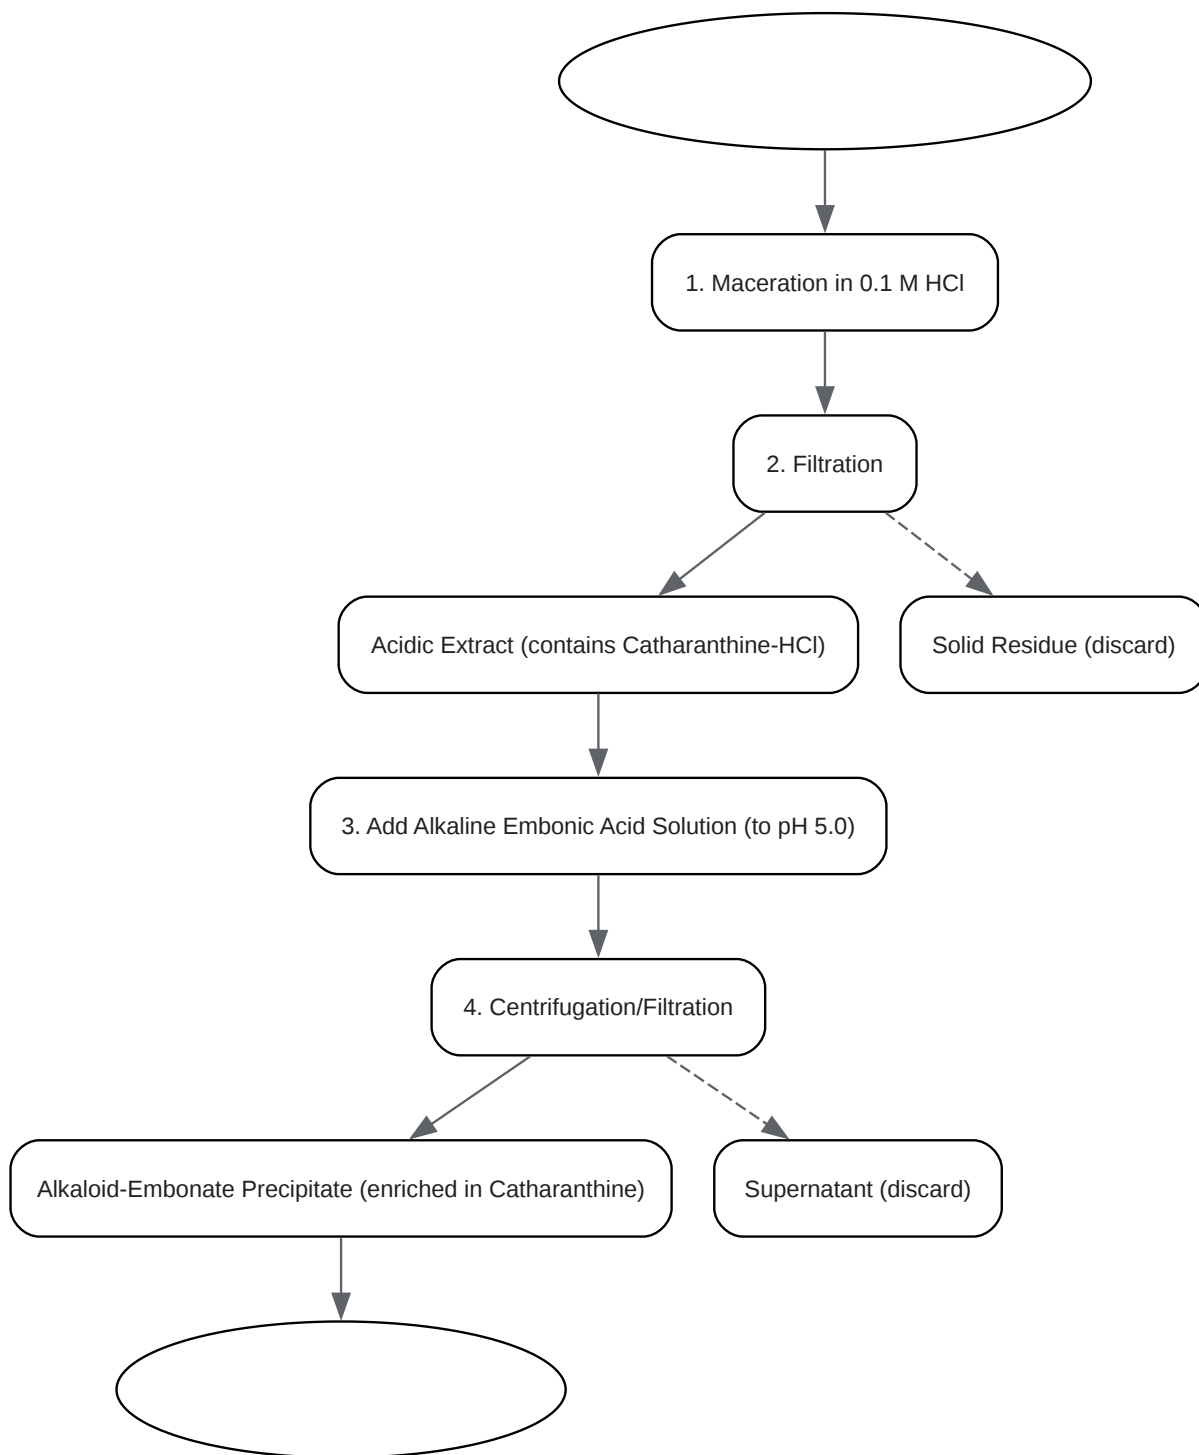 1. Maceration in 0.1 M HCl
2. Filtration
Acidic Extract (contains Catharanthine-HCl)
Solid Residue (discard)
3. Add Alkaline Embonic Acid Solution (to pH 5.0)
4. Centrifugation/Filtration
Alkaloid-Embonate Precipitate (enriched in Catharanthine)
Supernatant (discard)